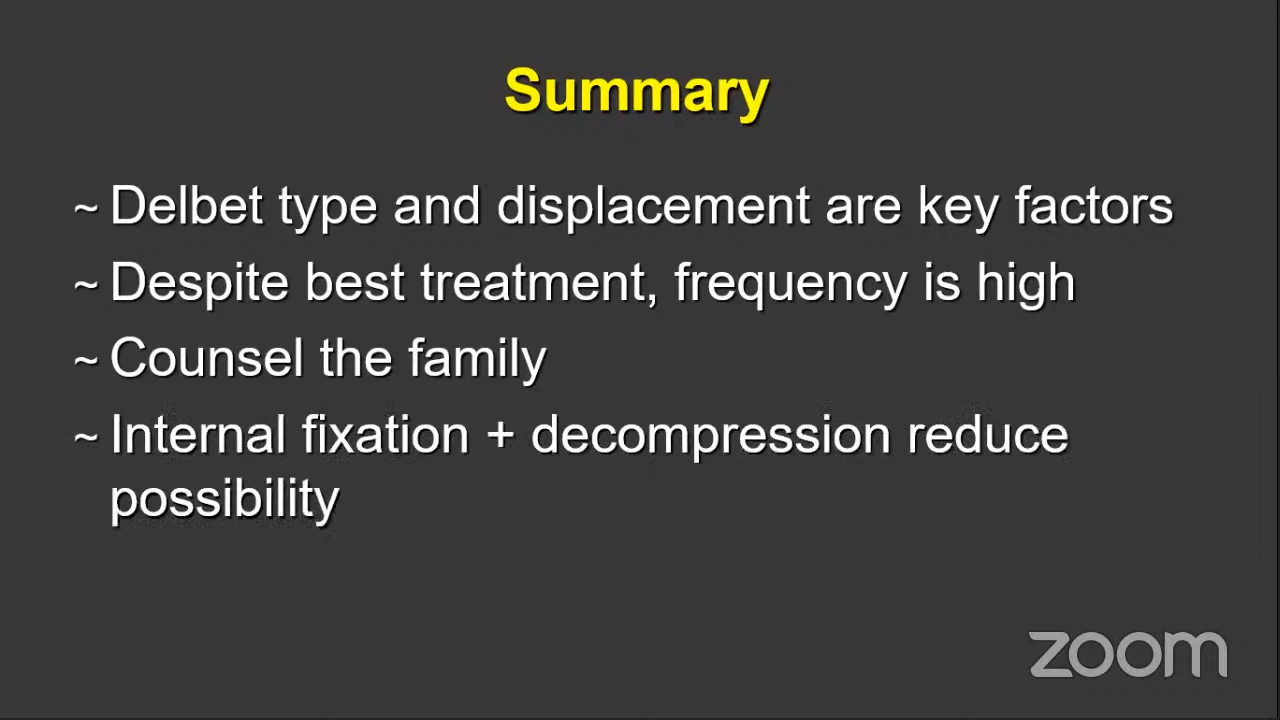 Summary
~ Delbet type and displacement are key factors
~ Despite best treatment, frequency is high
~ Counsel the family
~ Internal fixation + decompression reduce
possibility
zoom